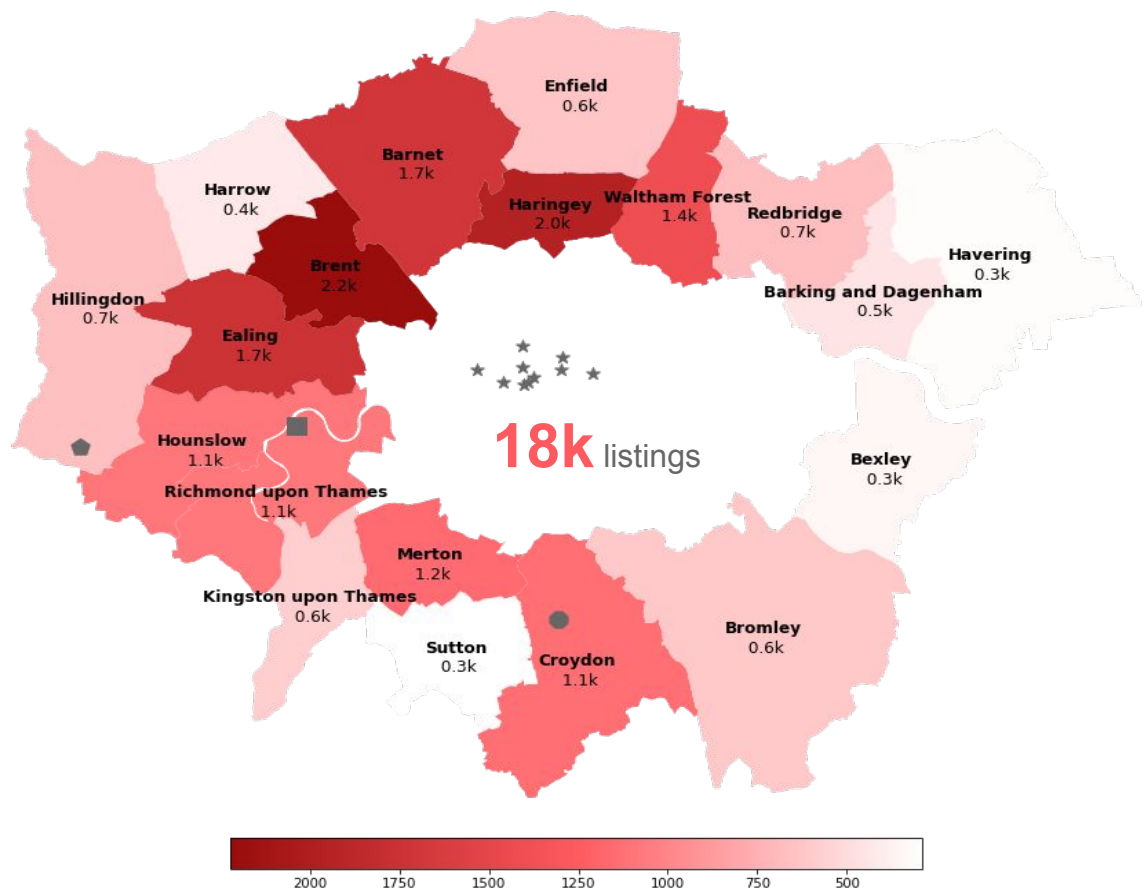 Enfield
0.6k
Barnet
1.7k
Harrow
0.4k
Haringey
2.0k
Waltham Forest
1.4k
Redbridge
0.7k
Havering
0.3k
Brent
2.2k
Hillingdon
0.7k
Barking and Dagenham
0.5k
Ealing
1.7k
18k listings
Hounslow
1.1k
Bexley
0.3k
Richmond upon Thames
1.1k
Merton
1.2k
Kingston upon Thames
0.6k
Bromley
0.6k
Sutton
0.3k
Croydon
1.1k
2000 1750 1500 1250 1000 750 500